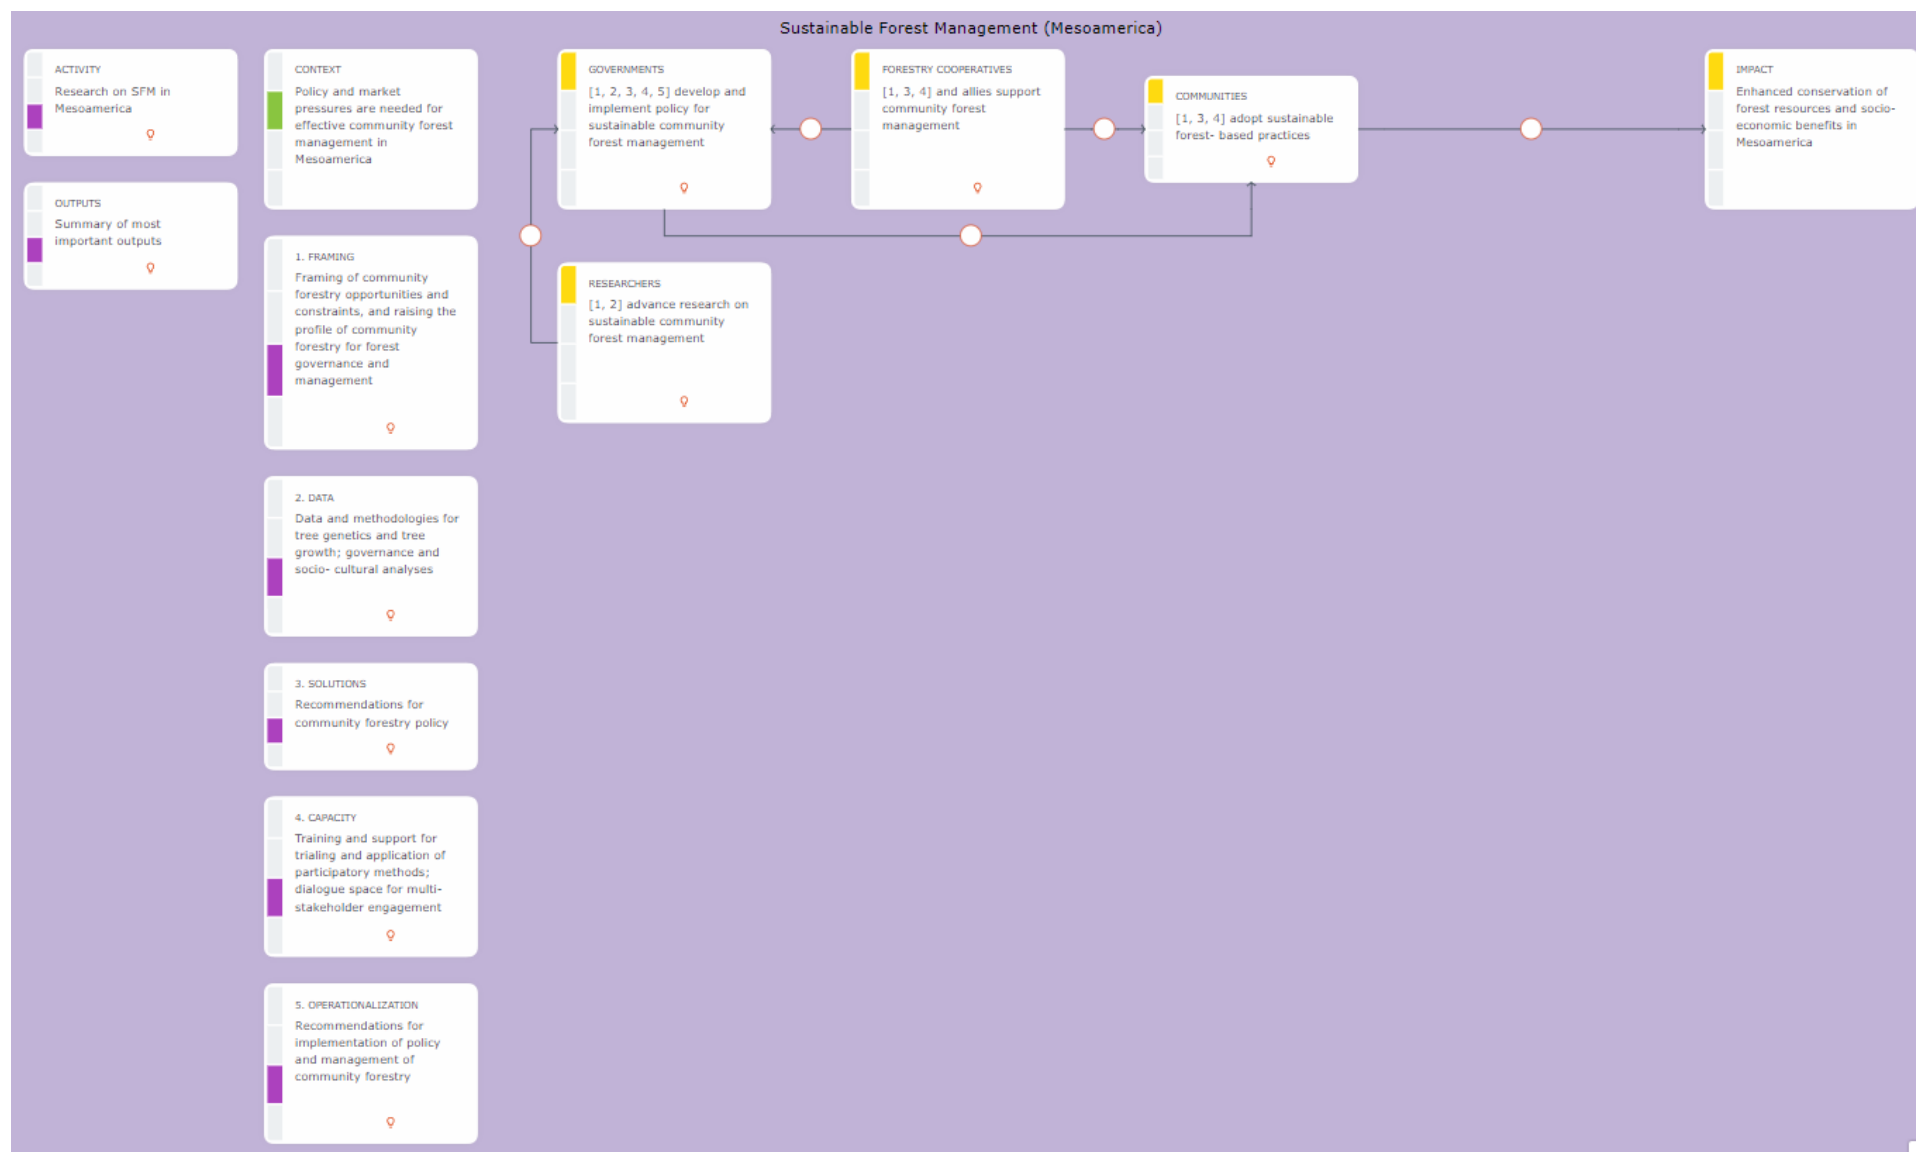 Sustainable Forest Management (Mesoamerica)
ACTIVITY
Research on SFM in
Mesoamerica
OUTPUTS
Summary of most
important outputs
CONTEXT
Policy and market
pressures are needed for
effective community forest
management in
Mesoamerica
1. FRAMING
Framing of community
forestry opportunities and
constraints, and raising the
profile of community
forestry for forest
governance and
management
2. DATA
Data and methodologies for
tree genetics and tree
growth; governance and
socio- cultural analyses
3. SOLUTIONS
Recommendations for
community forestry policy
4. CAPACITY
Training and support for
trialing and application of
participatory methods;
dialogue space for multi-
stakeholder engagement
5. OPERATIONALIZATION
Recommendations for
implementation of policy
and management of
community forestry
GOVERNMENTS
[1, 2, 3, 4, 5] develop and
implement policy for
sustainable community
forest management
RESEARCHERS
[1, 2] advance research on
sustainable community
forest management
FORESTRY COOPERATIVES
[1, 3, 4] and allies support
community forest
management
COMMUNITIES
[1, 3, 4] adopt sustainable
forest- based practices
IMPACT
Enhanced conservation of
forest resources and socio-
economic benefits in
Mesoamerica